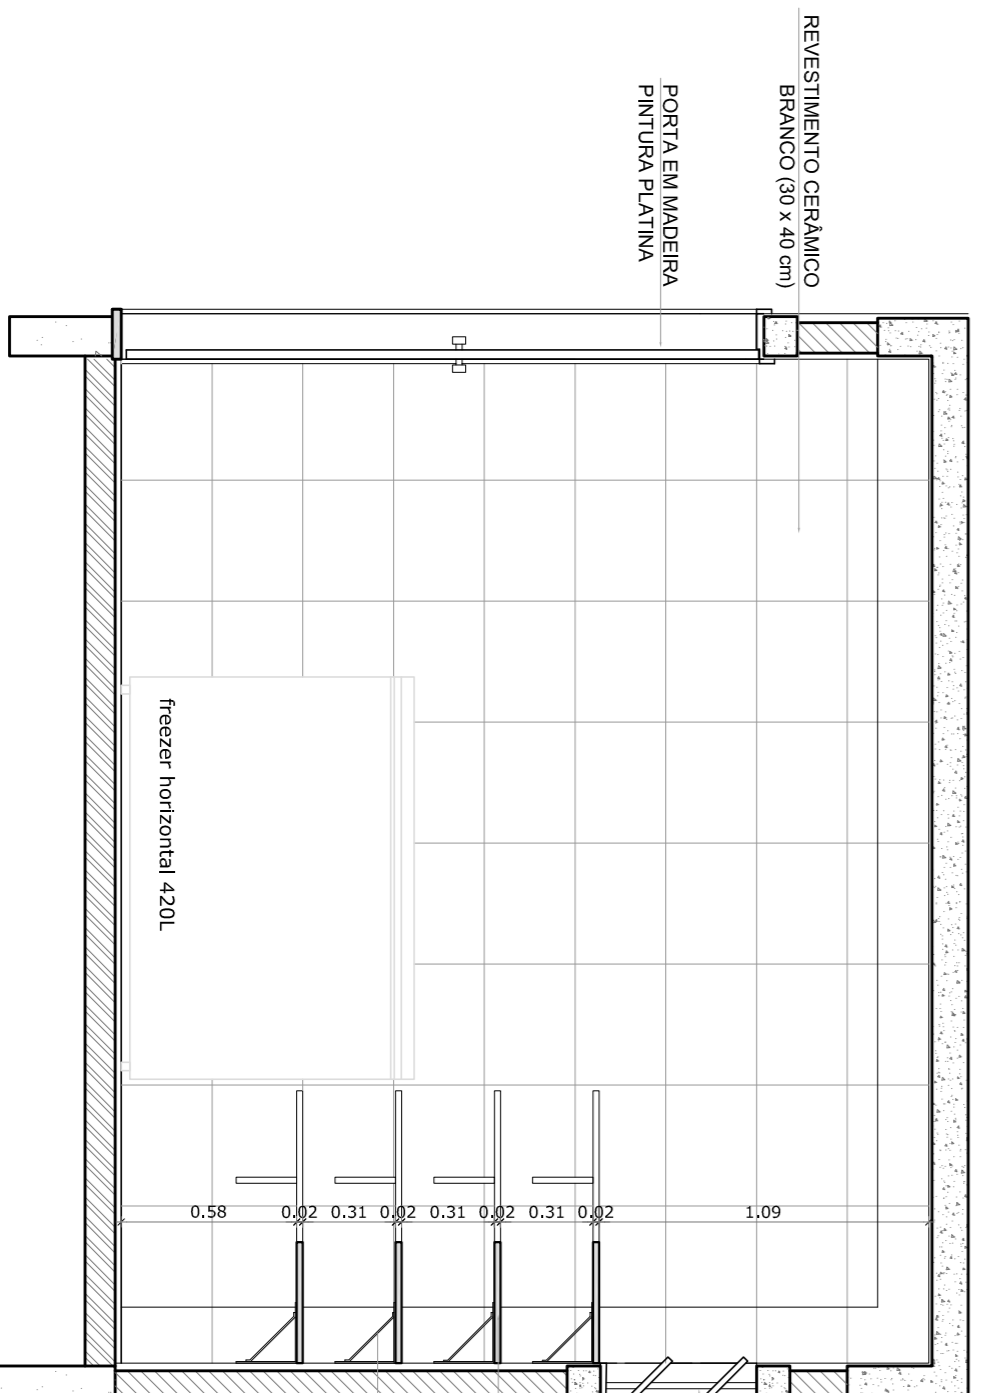 REVESTIMENTO CERÂMICO
BRANCO (30 x 40 cm)
PORTA EM MADEIRA
PINTURA PLATINA
freezer horizontal 420L
0.58
0.02
0.31
0.02
0.31
0.02
0.31
0.02
1.09